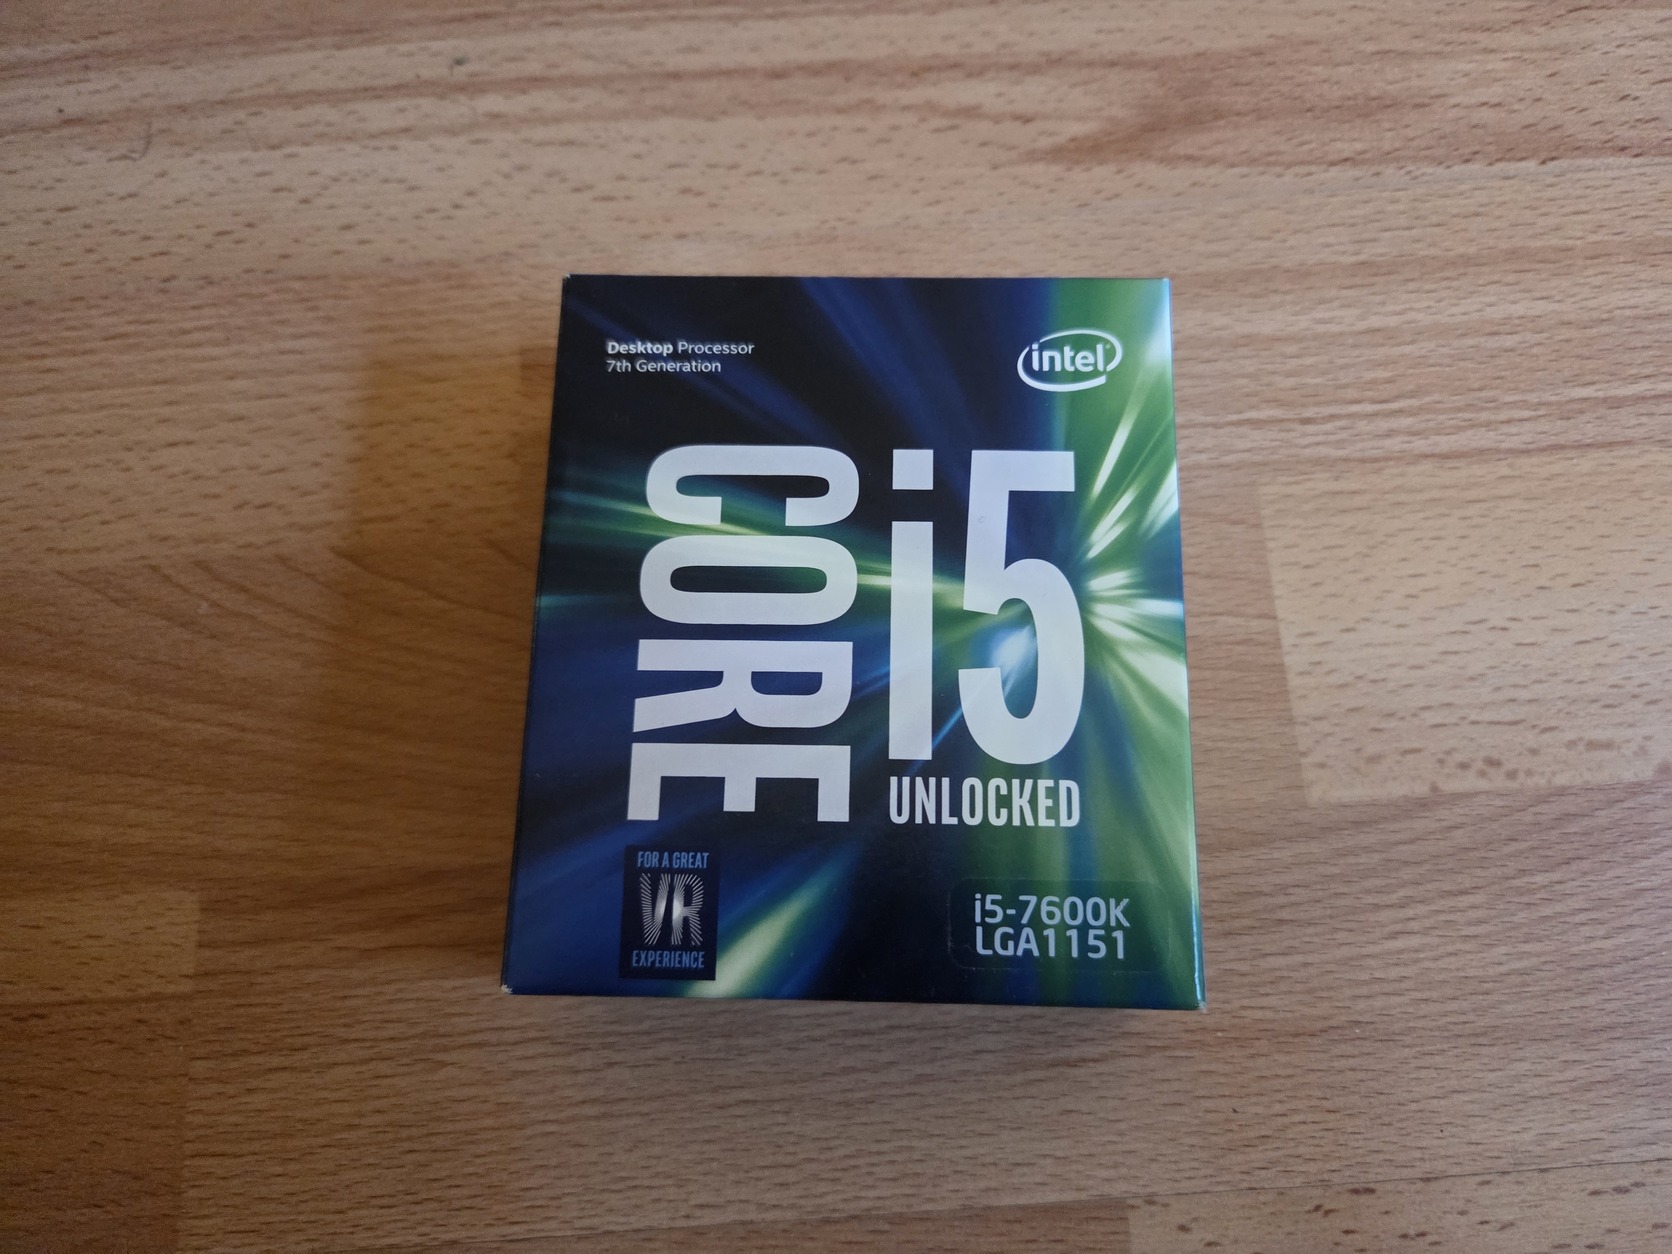 Desktop Processor
7th Generation
intel
CORE
i5
UNLOCKED
FOR A GREAT
VR
EXPERIENCE
i5-7600K
LGA1151